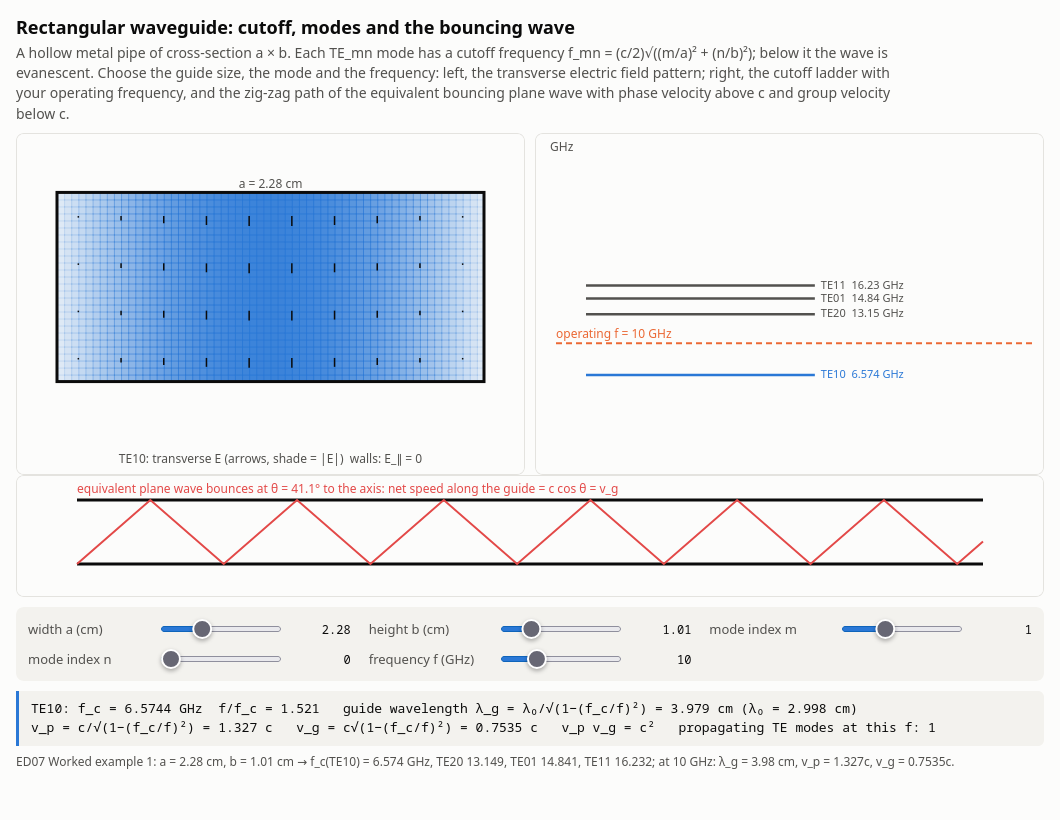 Rectangular waveguide: cutoff, modes and the bouncing wave
A hollow metal pipe of cross-section a × b. Each TE_mn mode has a cutoff frequency f_mn = (c/2)√((m/a)² + (n/b)²); below it the wave is
evanescent. Choose the guide size, the mode and the frequency: left, the transverse electric field pattern; right, the cutoff ladder with
your operating frequency, and the zig-zag path of the equivalent bouncing plane wave with phase velocity above c and group velocity
below c.
a = 2.28 cm
TE10: transverse E (arrows, shade = |E|)  walls: E_∥ = 0
GHz
TE11  16.23 GHz
TE01  14.84 GHz
TE20  13.15 GHz
operating f = 10 GHz
TE10  6.574 GHz
equivalent plane wave bounces at θ = 41.1° to the axis: net speed along the guide = c cos θ = v_g
width a (cm) 2.28 height b (cm) 1.01 mode index m 1
mode index n 0 frequency f (GHz) 10
TE10: f_c = 6.5744 GHz  f/f_c = 1.521   guide wavelength λ_g = λ₀/√(1−(f_c/f)²) = 3.979 cm (λ₀ = 2.998 cm)
v_p = c/√(1−(f_c/f)²) = 1.327 c   v_g = c√(1−(f_c/f)²) = 0.7535 c   v_p v_g = c²   propagating TE modes at this f: 1
ED07 Worked example 1: a = 2.28 cm, b = 1.01 cm → f_c(TE10) = 6.574 GHz, TE20 13.149, TE01 14.841, TE11 16.232; at 10 GHz: λ_g = 3.98 cm, v_p = 1.327c, v_g = 0.7535c.